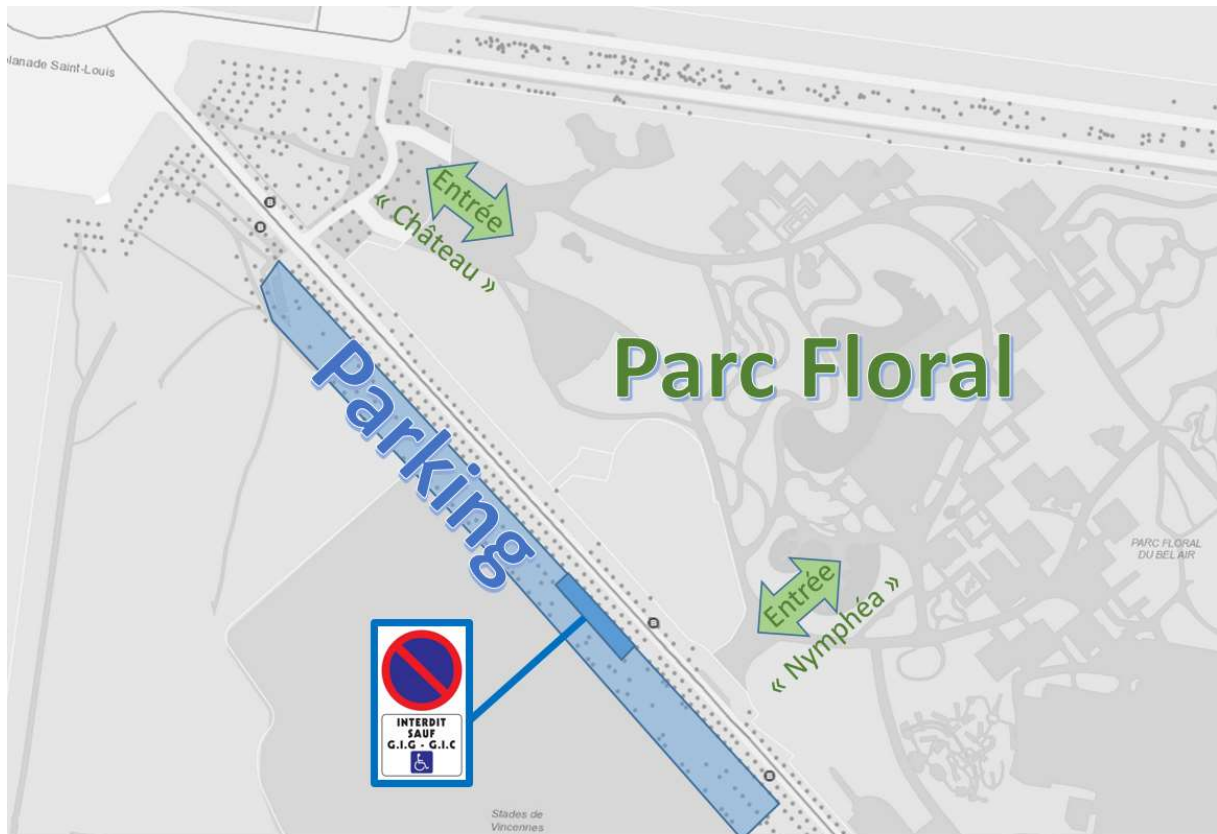 Esplanade Saint-Louis
Entrée
« Château »
Parc Floral
Parking
PARC FLORAL
DU BEL AIR
Entrée
« Nymphéa »
INTERDIT
SAUF
G.I.G - G.I.C
Stades de
Vincennes